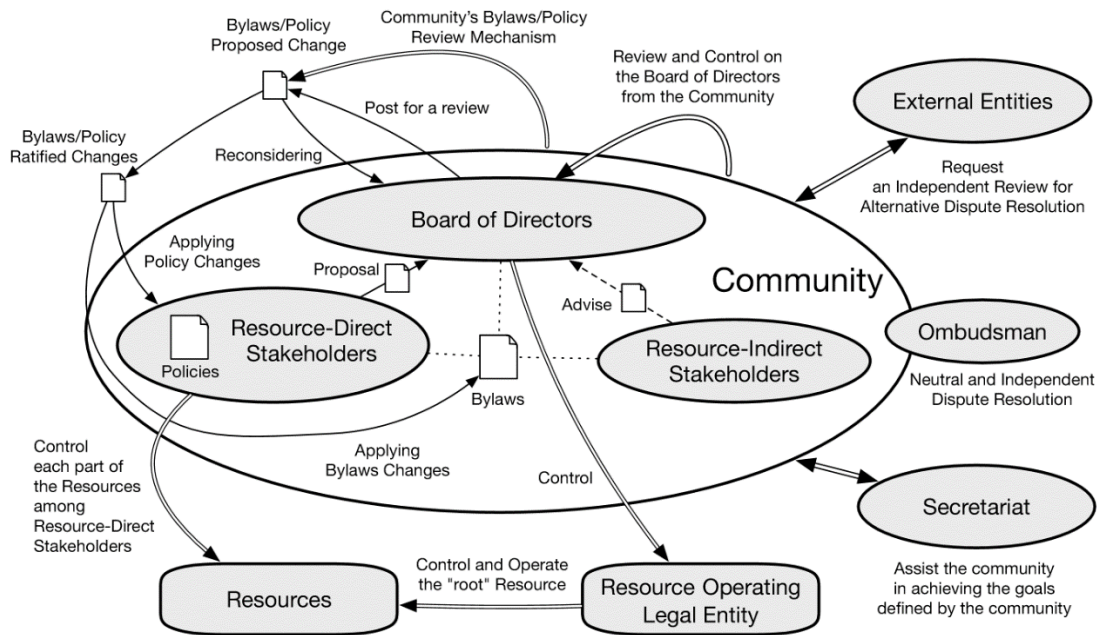 Bylaws/Policy
Proposed Change
Community's Bylaws/Policy
Review Mechanism
Review and Control on
the Board of Directors
from the Community
External Entities
Post for a review
Bylaws/Policy
Ratified Changes
Reconsidering
Request
an Independent Review for
Alternative Dispute Resolution
Board of Directors
Applying
Policy Changes
Proposal
Community
Advise
Resource-Direct
Stakeholders
Policies
Resource-Indirect
Stakeholders
Ombudsman
Neutral and Independent
Dispute Resolution
Bylaws
Control
each part of
the Resources
among
Resource-Direct
Stakeholders
Applying
Bylaws Changes
Control
Secretariat
Assist the community
in achieving the goals
defined by the community
Resources
Control and Operate
the "root" Resource
Resource Operating
Legal Entity